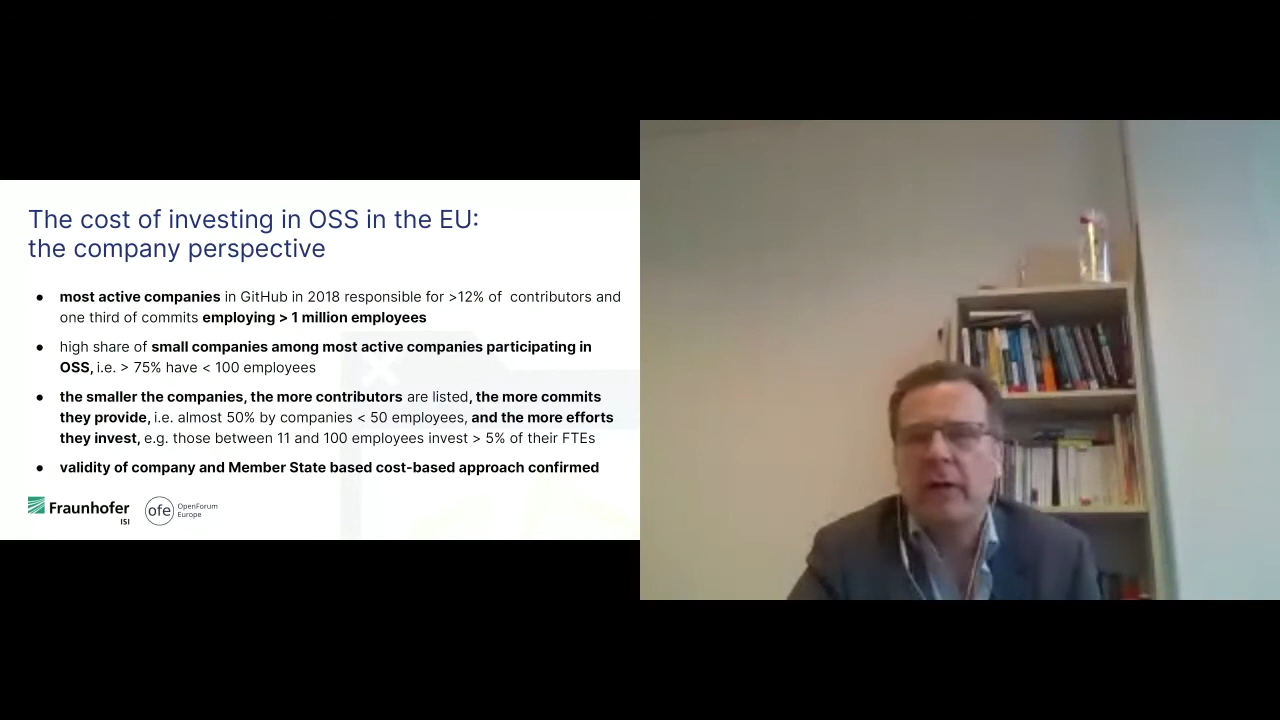 The cost of investing in OSS in the EU:
the company perspective
● most active companies in GitHub in 2018 responsible for >12% of contributors and
one third of commits employing > 1 million employees
● high share of small companies among most active companies participating in
OSS, i.e. > 75% have < 100 employees
● the smaller the companies, the more contributors are listed, the more commits
they provide, i.e. almost 50% by companies < 50 employees, and the more efforts
they invest, e.g. those between 11 and 100 employees invest > 5% of their FTEs
● validity of company and Member State based cost-based approach confirmed
Fraunhofer
ISI
ofe
OpenForum
Europe